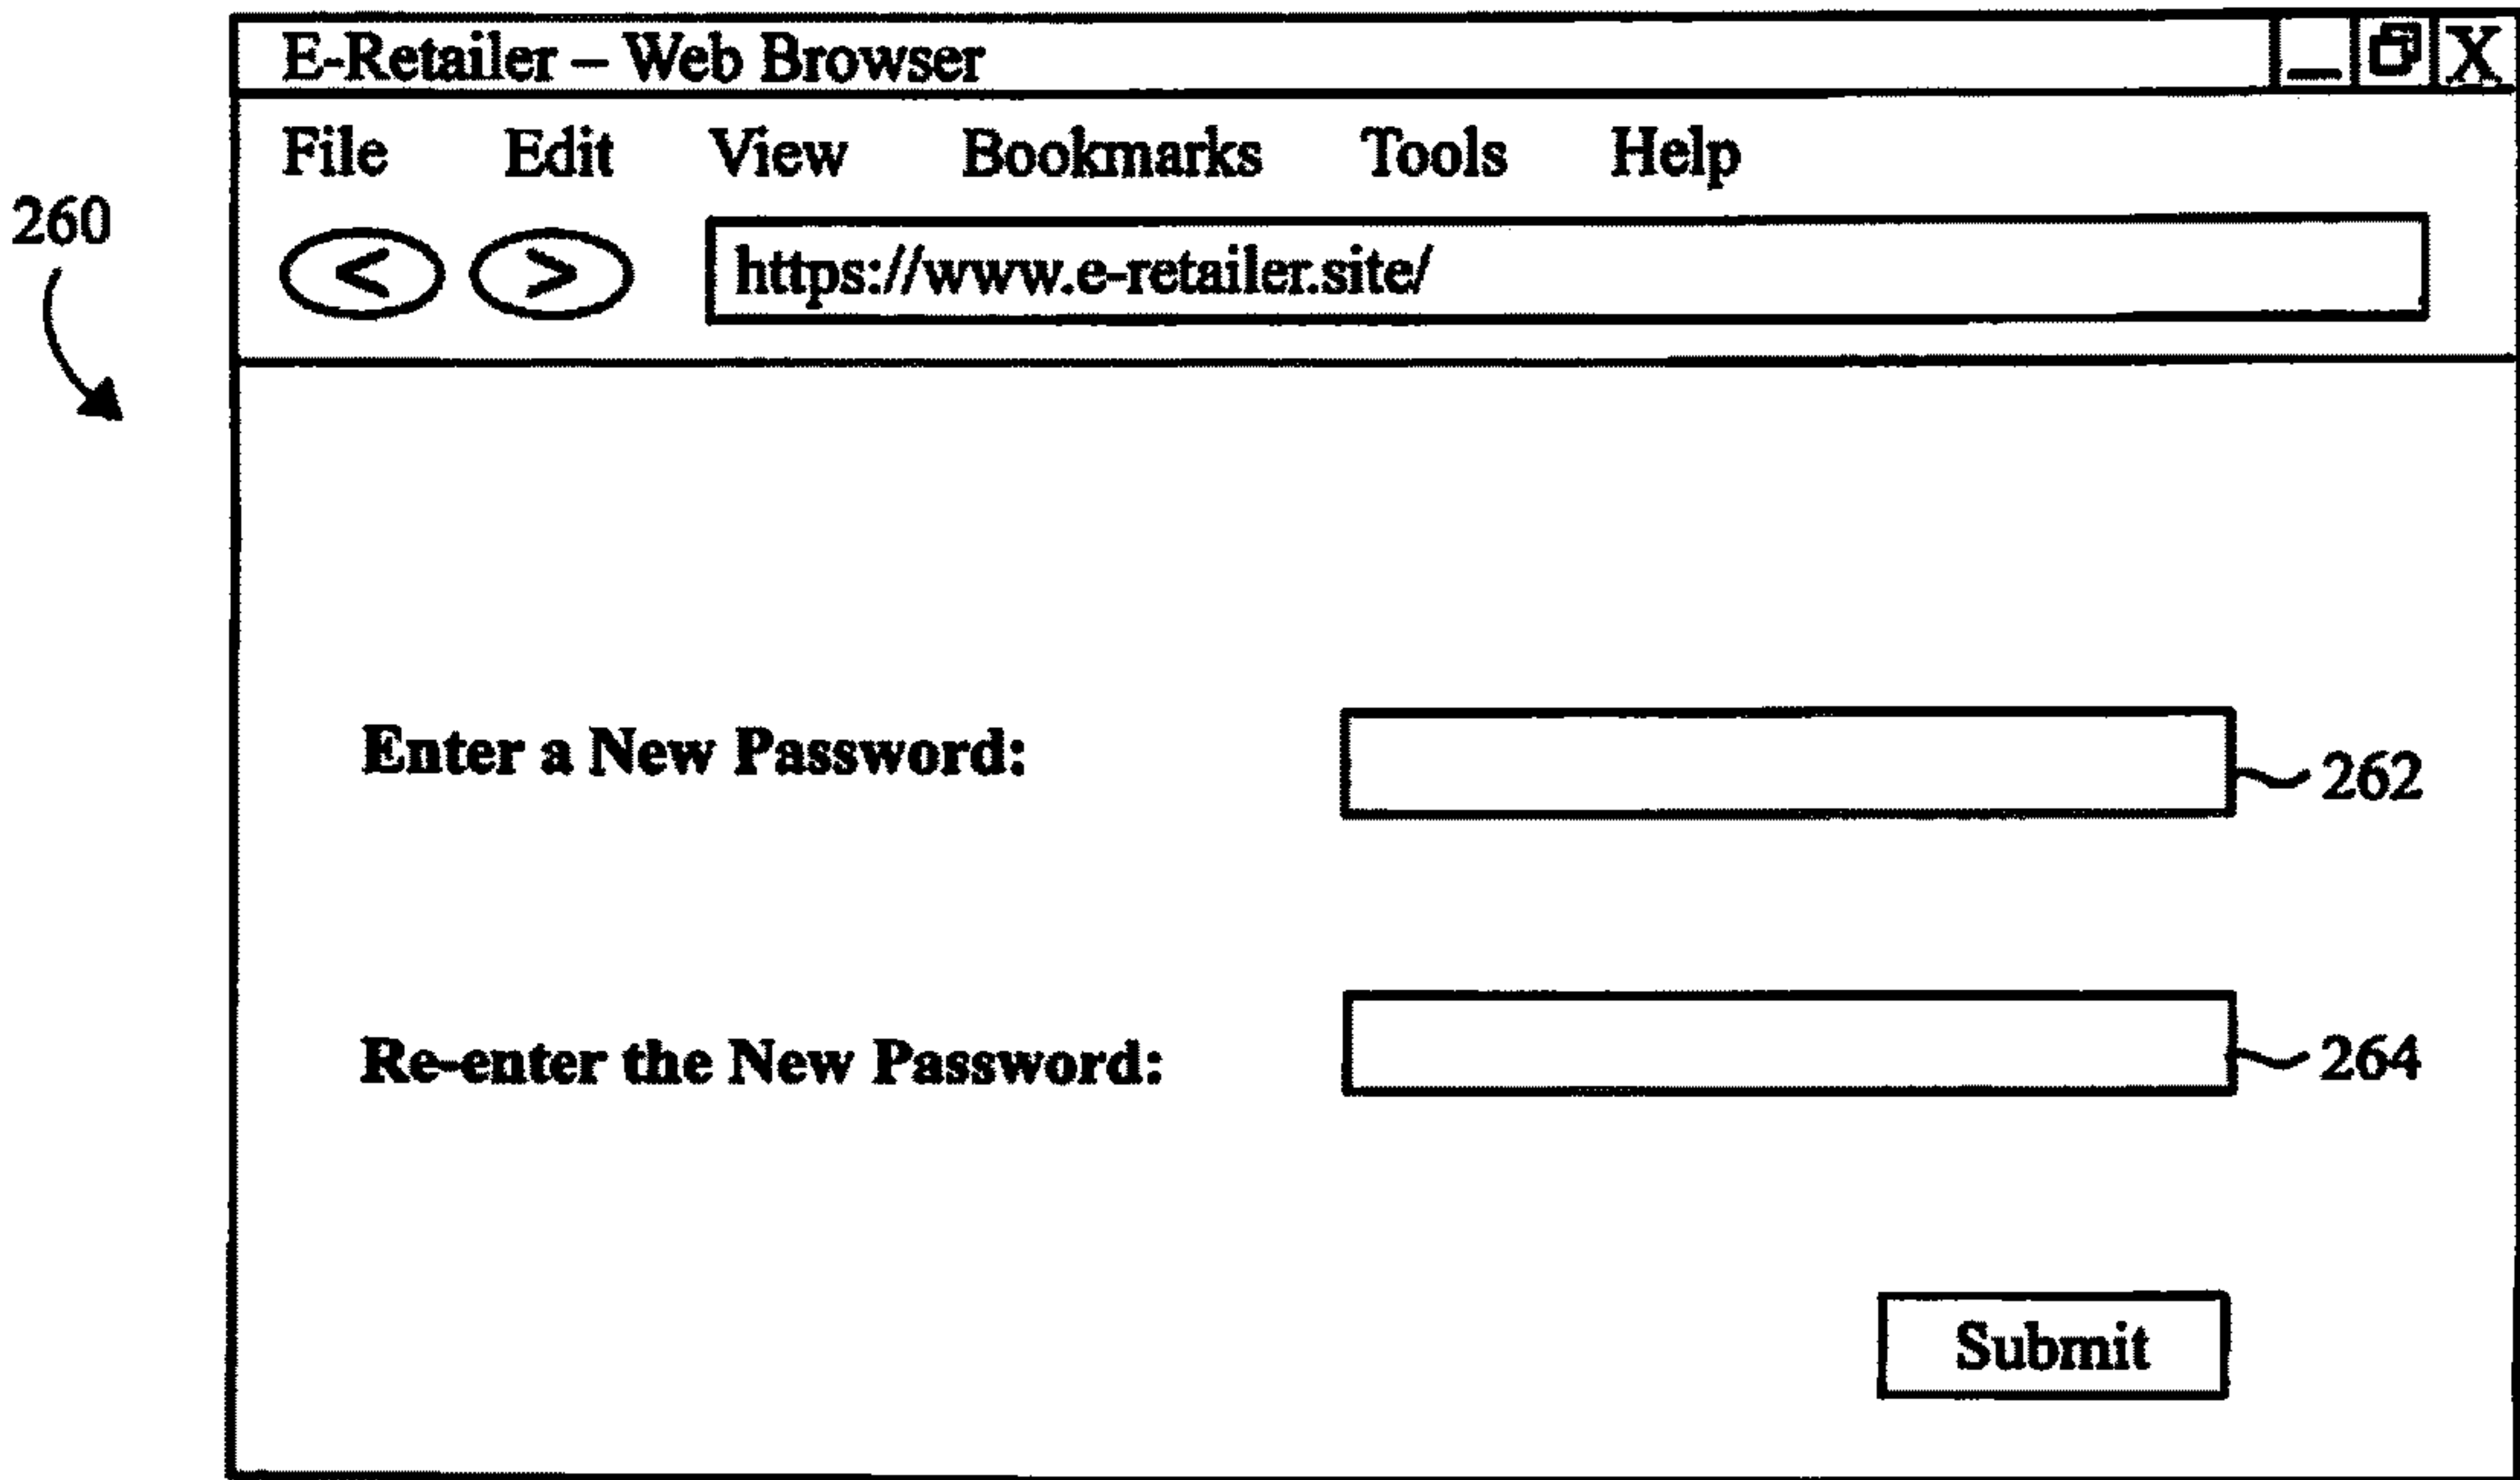 E-Retailer – Web Browser _ X
File Edit View Bookmarks Tools Help
260
< > https://www.e-retailer.site/
Enter a New Password:
262
Re-enter the New Password:
264
Submit